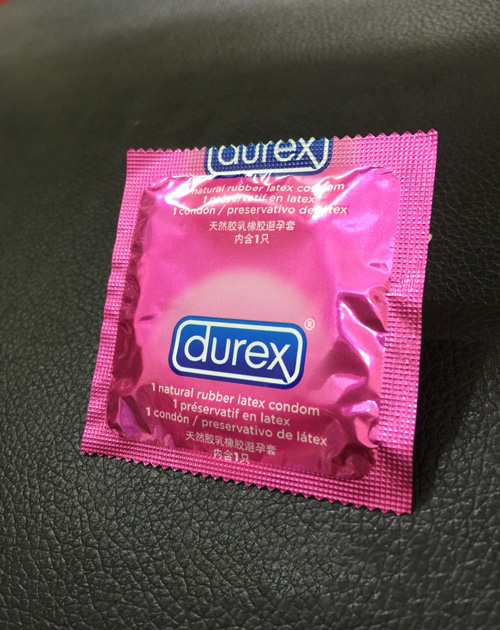 durex
1 natural rubber latex condom
1 préservatif en latex
1 condón / preservativo de látex
天然胶乳橡胶避孕套
内含1只
durex®
1 natural rubber latex condom
1 préservatif en latex
1 condón / preservativo de látex
天然胶乳橡胶避孕套
内含1只